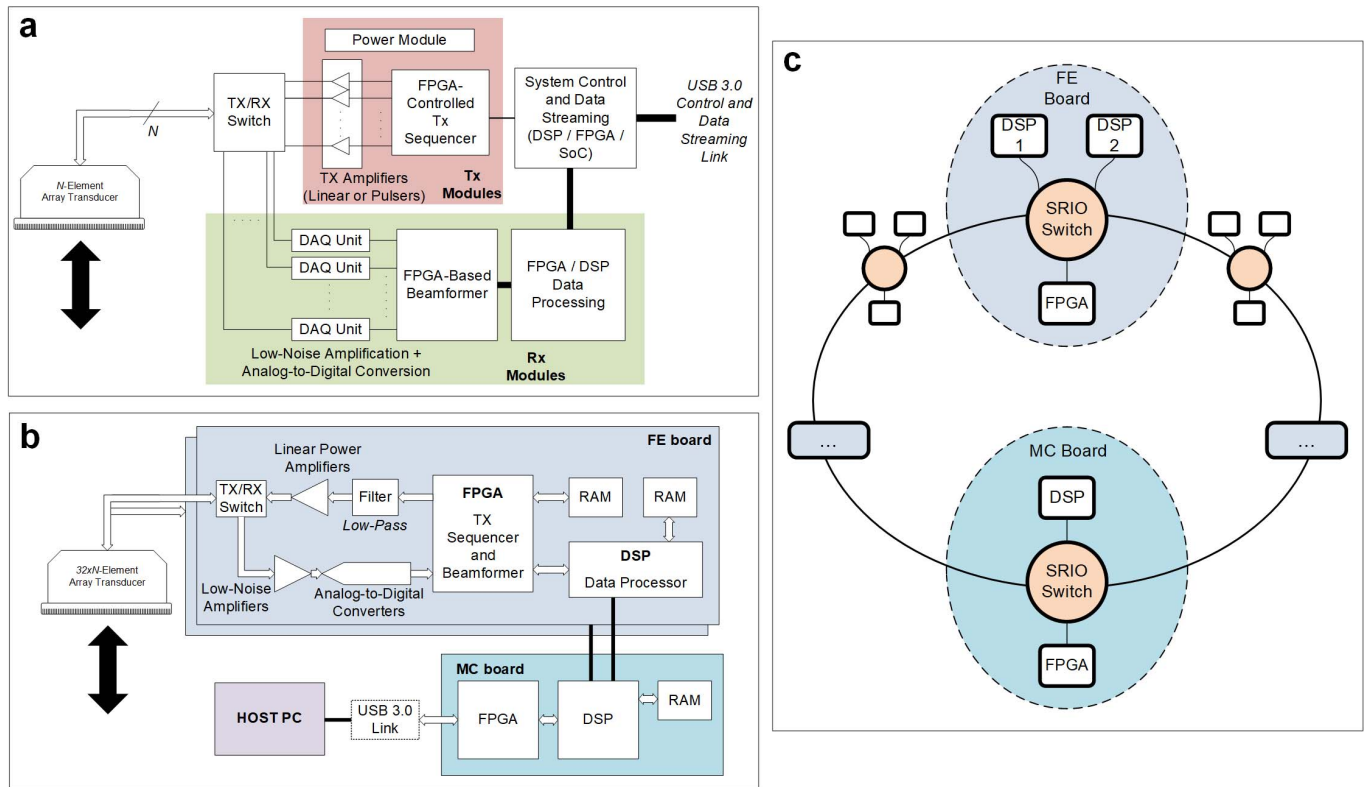 a
Power Module
TX/RX
Switch
FPGA-
Controlled
Tx
Sequencer
System Control
and Data
Streaming
(DSP / FPGA /
SoC)
USB 3.0
Control and
Data
Streaming
Link
N
N-Element
Array Transducer
TX Amplifiers
(Linear or Pulsers)
Tx
Modules
DAQ Unit
DAQ Unit
DAQ Unit
FPGA-Based
Beamformer
FPGA / DSP
Data
Processing
Low-Noise Amplification +
Analog-to-Digital Conversion
Rx
Modules
b
FE board
Linear Power
Amplifiers
TX/RX
Switch
Filter
Low-Pass
FPGA
TX
Sequencer
and
Beamformer
RAM
RAM
DSP
Data Processor
32xN-Element
Array Transducer
Low-Noise
Amplifiers
Analog-to-Digital
Converters
MC board
HOST PC
USB 3.0
Link
FPGA
DSP
RAM
c
FE
Board
DSP
1
DSP
2
SRIO
Switch
FPGA
...
...
MC Board
DSP
SRIO
Switch
FPGA